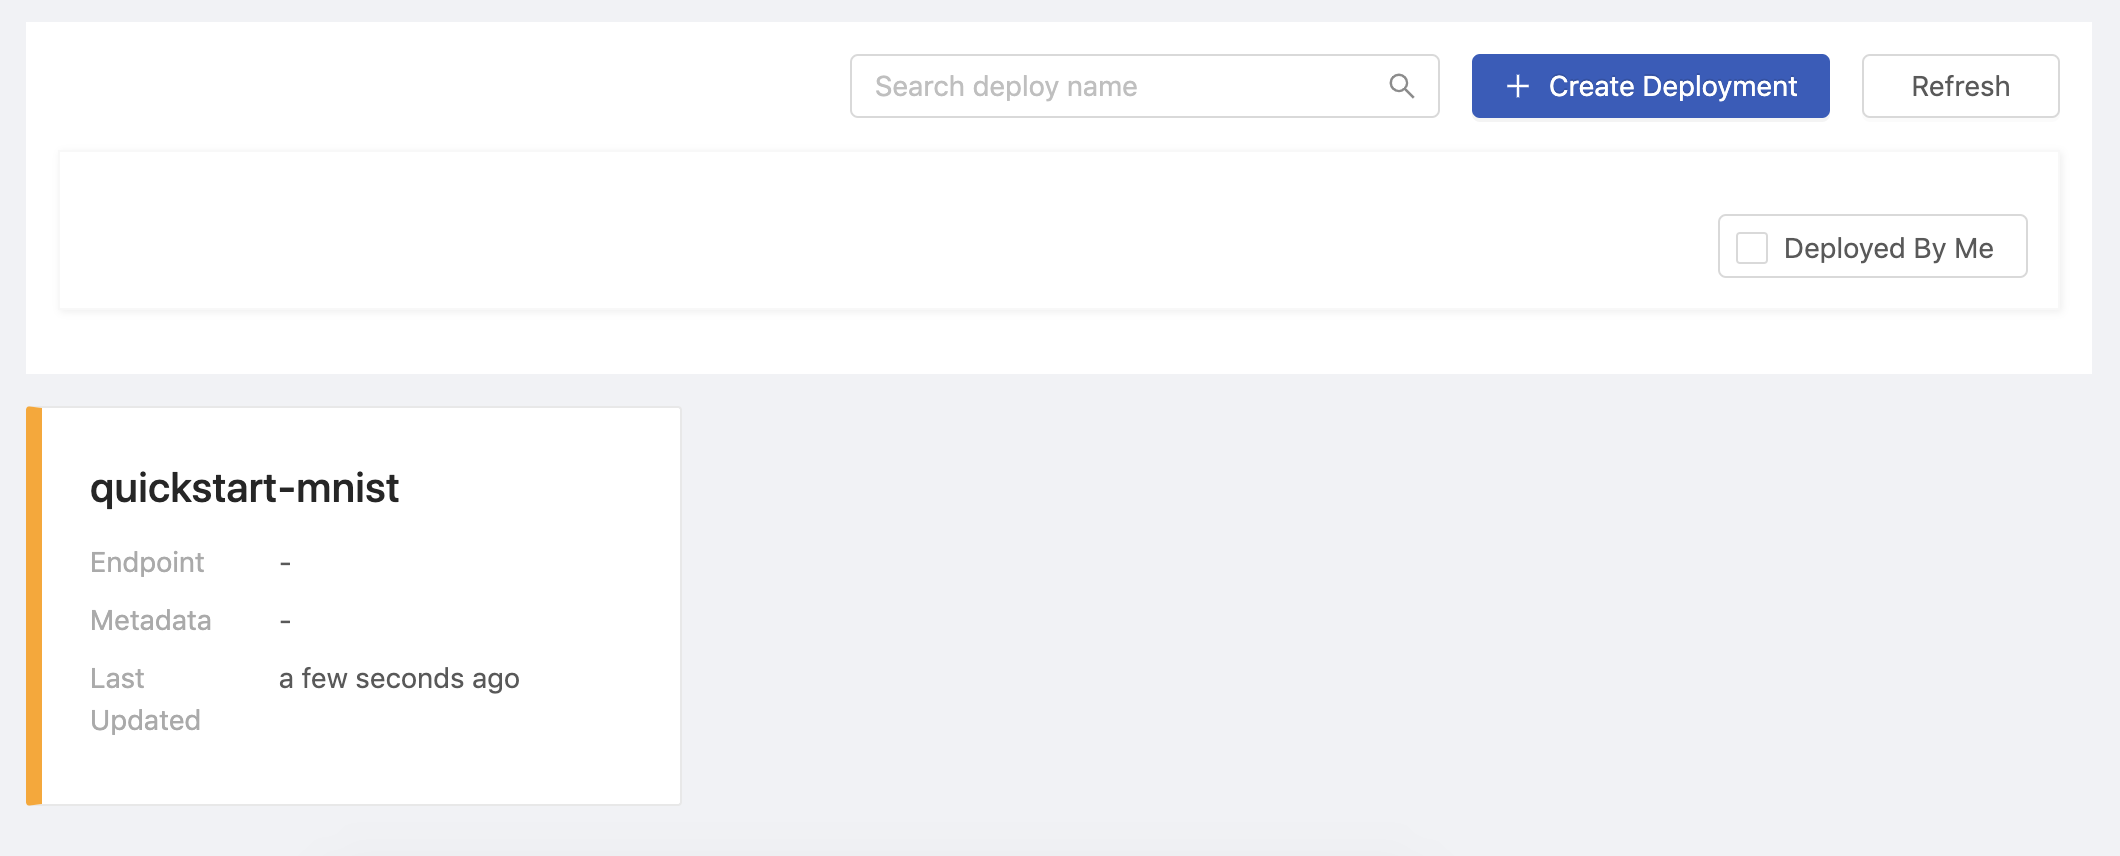 Search deploy name
+ Create Deployment
Refresh
Deployed By Me
quickstart-mnist
Endpoint -
Metadata -
Last a few seconds ago
Updated